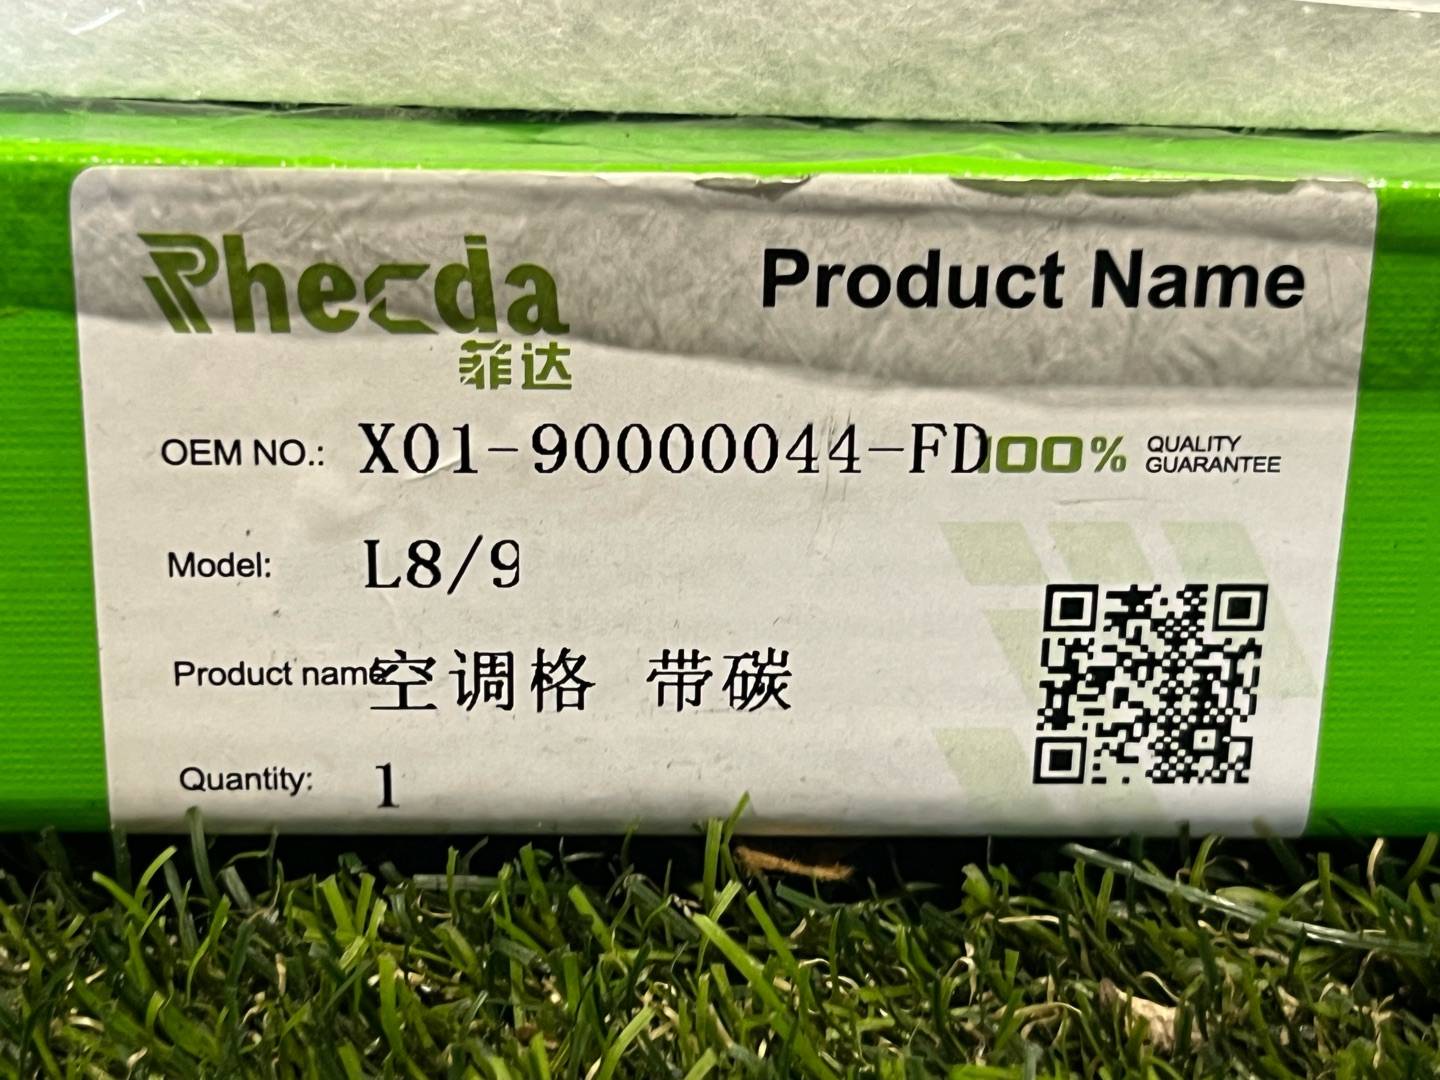 Phecda
菲达
Product Name
OEM NO.: X01-90000044-FD
100% QUALITY
GUARANTEE
Model: L8/9
Product name 空调格 带碳
Quantity: 1